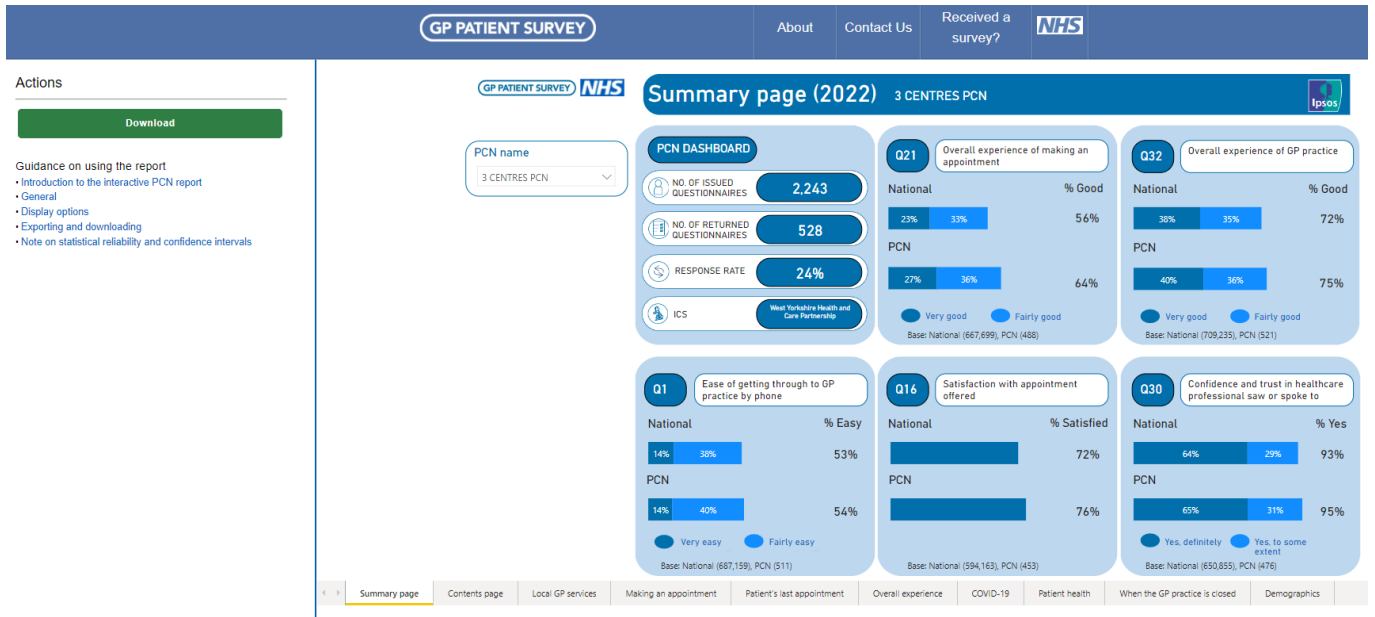 GP PATIENT SURVEY
About
Contact Us
Received a
survey?
NHS
Actions
Download
Guidance on using the report
• Introduction to the interactive PCN report
• General
• Display options
• Exporting and downloading
• Note on statistical reliability and confidence intervals
GP PATIENT SURVEY NHS
Summary page (2022) 3 CENTRES PCN
Ipsos
PCN name
3 CENTRES PCN
PCN DASHBOARD
NO. OF ISSUED
QUESTIONNAIRES
2,243
NO. OF RETURNED
QUESTIONNAIRES
528
RESPONSE RATE
24%
ICS
West Yorkshire Health and
Care Partnership
Q21
Overall experience of making an
appointment
National % Good
23% 33% 56%
PCN
27% 36% 64%
Very good Fairly good
Base: National (667,699), PCN (488)
Q32
Overall experience of GP practice
National % Good
38% 35% 72%
PCN
40% 36% 75%
Very good Fairly good
Base: National (709,235), PCN (521)
Q1
Ease of getting through to GP
practice by phone
National % Easy
14% 38% 53%
PCN
14% 40% 54%
Very easy Fairly easy
Base: National (687,159), PCN (511)
Q16
Satisfaction with appointment
offered
National % Satisfied
72%
PCN
76%
Base: National (594,163), PCN (453)
Q30
Confidence and trust in healthcare
professional saw or spoke to
National % Yes
64% 29% 93%
PCN
65% 31% 95%
Yes, definitely Yes, to some
extent
Base: National (650,855), PCN (476)
Summary page Contents page Local GP services Making an appointment Patient's last appointment Overall experience COVID-19 Patient health When the GP practice is closed Demographics